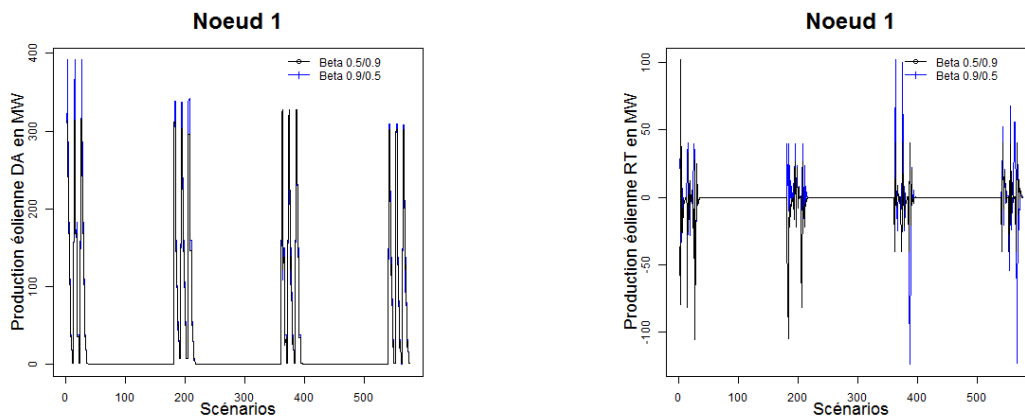 Noeud 1
Production éolienne DA en MW
400
300
200
100
0
Beta 0.5/0.9
Beta 0.9/0.5
0 100 200 300 400 500
Scénarios
Noeud 1
Production éolienne RT en MW
100
50
0
-50
-100
Beta 0.5/0.9
Beta 0.9/0.5
0 100 200 300 400 500
Scénarios